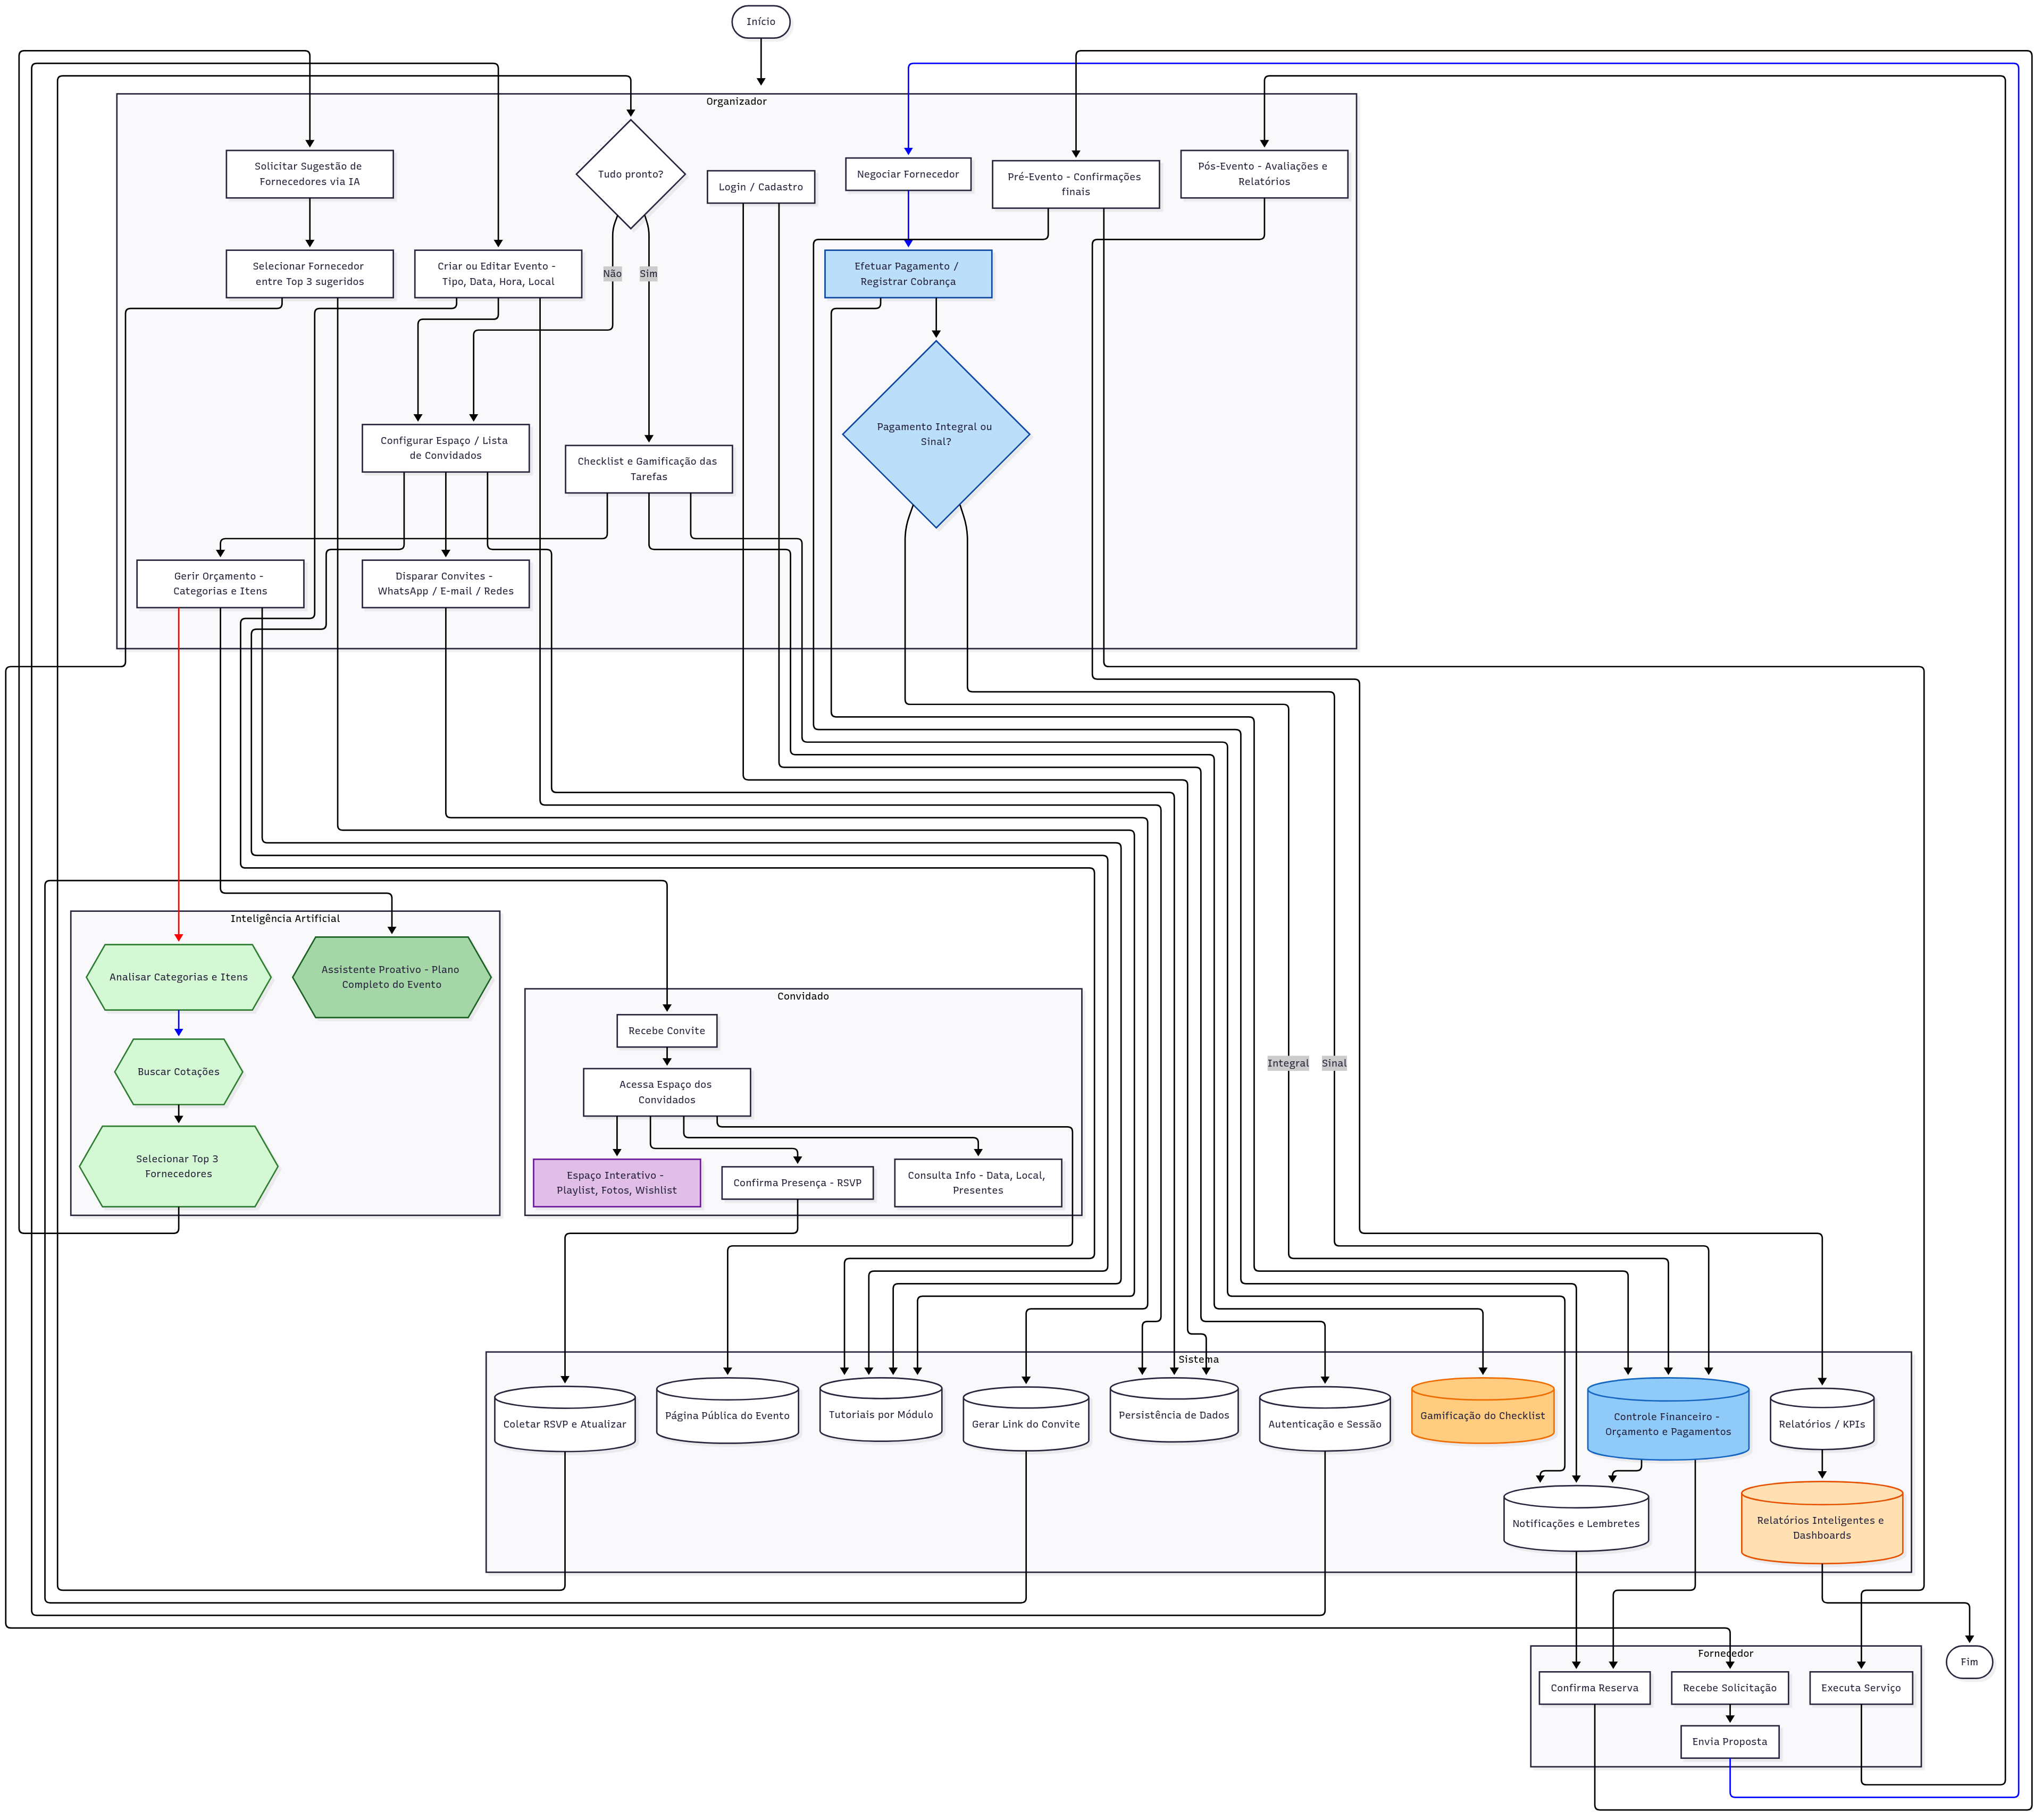 Início
Organizador
Solicitar Sugestão de
Fornecedores via IA
Tudo pronto?
Login / Cadastro
Negociar Fornecedor
Pré-Evento - Confirmações
finais
Pós-Evento - Avaliações e
Relatórios
Selecionar Fornecedor
entre Top 3 sugeridos
Criar ou Editar Evento -
Tipo, Data, Hora, Local
Não
Sim
Efetuar Pagamento /
Registrar Cobrança
Configurar Espaço / Lista
de Convidados
Checklist e Gamificação das
Tarefas
Pagamento Integral ou
Sinal?
Gerir Orçamento -
Categorias e Itens
Disparar Convites -
WhatsApp / E-mail / Redes
Inteligência Artificial
Analisar Categorias e Itens
Assistente Proativo - Plano
Completo do Evento
Buscar Cotações
Selecionar Top 3
Fornecedores
Convidado
Recebe Convite
Acessa Espaço dos
Convidados
Espaço Interativo -
Playlist, Fotos, Wishlist
Confirma Presença - RSVP
Consulta Info - Data, Local,
Presentes
Integral
Sinal
Sistema
Coletar RSVP e Atualizar
Página Pública do Evento
Tutoriais por Módulo
Gerar Link do Convite
Persistência de Dados
Autenticação e Sessão
Gamificação do Checklist
Controle Financeiro -
Orçamento e Pagamentos
Relatórios / KPIs
Notificações e Lembretes
Relatórios Inteligentes e
Dashboards
Fornecedor
Confirma Reserva
Recebe Solicitação
Executa Serviço
Envia Proposta
Fim